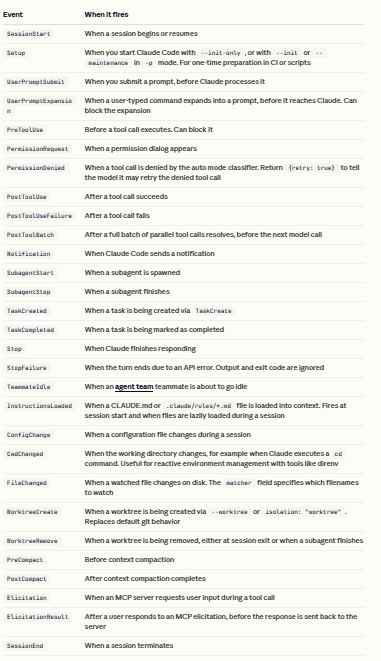 Event When it fires
SessionStart When a session begins or resumes
Setup When you start Claude Code with --init-only , or with --init or --
maintenance in -p mode. For one-time preparation in CI or scripts
UserPromptSubmit When you submit a prompt, before Claude processes it
UserPromptExpansio When a user-typed command expands into a prompt, before it reaches Claude. Can
n block the expansion
PreToolUse Before a tool call executes. Can block it
PermissionRequest When a permission dialog appears
PermissionDenied When a tool call is denied by the auto mode classifier. Return {retry: true} to tell
the model it may retry the denied tool call
PostToolUse After a tool call succeeds
PostToolUseFailure After a tool call fails
PostToolBatch After a full batch of parallel tool calls resolves, before the next model call
Notification When Claude Code sends a notification
SubagentStart When a subagent is spawned
SubagentStop When a subagent finishes
TaskCreated When a task is being created via TaskCreate
TaskCompleted When a task is being marked as completed
Stop When Claude finishes responding
StopFailure When the turn ends due to an API error. Output and exit code are ignored
TeammateIdle When an agent team teammate is about to go idle
InstructionsLoaded When a CLAUDE.md or .claude/rules/*.md file is loaded into context. Fires at
session start and when files are lazily loaded during a session
ConfigChange When a configuration file changes during a session
CwdChanged When the working directory changes, for example when Claude executes a cd
command. Useful for reactive environment management with tools like direnv
FileChanged When a watched file changes on disk. The matcher field specifies which filenames
to watch
WorktreeCreate When a worktree is being created via --worktree or isolation: "worktree" .
Replaces default git behavior
WorktreeRemove When a worktree is being removed, either at session exit or when a subagent finishes
PreCompact Before context compaction
PostCompact After context compaction completes
Elicitation When an MCP server requests user input during a tool call
ElicitationResult After a user responds to an MCP elicitation, before the response is sent back to the
server
SessionEnd When a session terminates